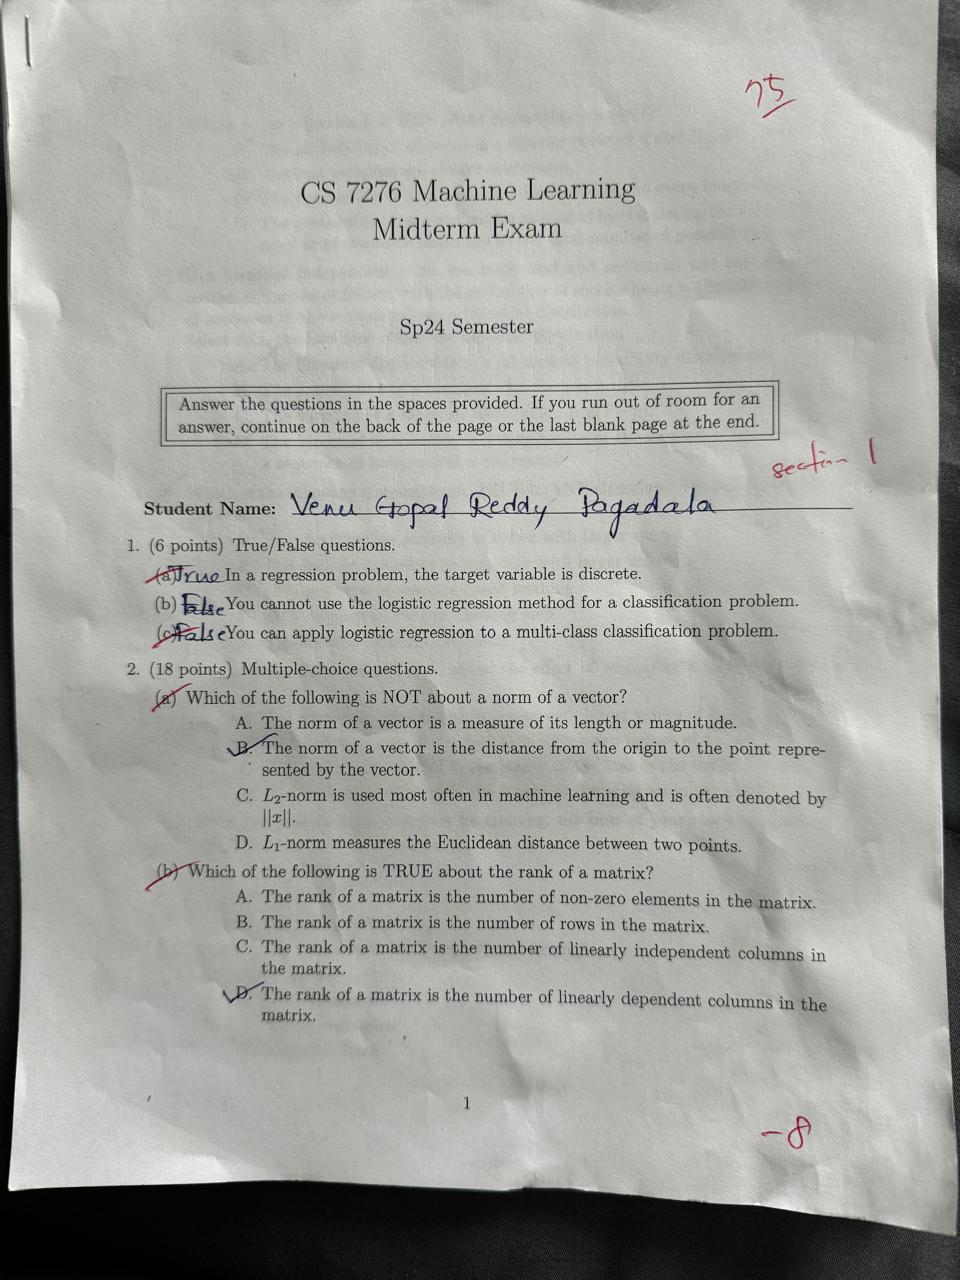 75
CS 7276 Machine Learning
Midterm Exam
Sp24 Semester
Answer the questions in the spaces provided. If you run out of room for an
answer, continue on the back of the page or the last blank page at the end.
section 1
Student Name: Venu Gopal Reddy Pagadala
1. (6 points) True/False questions.
(a) True In a regression problem, the target variable is discrete.
(b) False You cannot use the logistic regression method for a classification problem.
(c) False You can apply logistic regression to a multi-class classification problem.
2. (18 points) Multiple-choice questions.
(a) Which of the following is NOT about a norm of a vector?
A. The norm of a vector is a measure of its length or magnitude.
B. The norm of a vector is the distance from the origin to the point repre-
sented by the vector.
C. L₂-norm is used most often in machine learning and is often denoted by
||x||.
D. L₁-norm measures the Euclidean distance between two points.
(b) Which of the following is TRUE about the rank of a matrix?
A. The rank of a matrix is the number of non-zero elements in the matrix.
B. The rank of a matrix is the number of rows in the matrix.
C. The rank of a matrix is the number of linearly independent columns in
the matrix.
D. The rank of a matrix is the number of linearly dependent columns in the
matrix.
1
-8